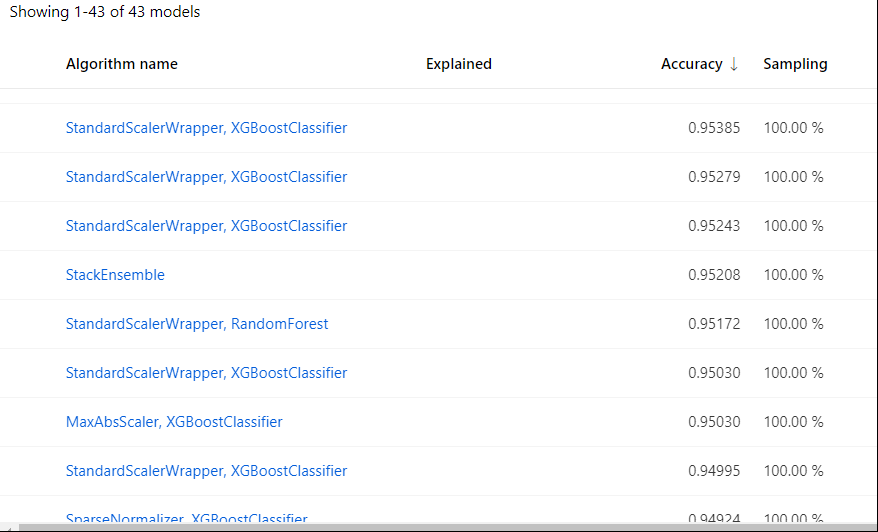 Showing 1-43 of 43 models
Algorithm name Explained Accuracy ↓ Sampling
StandardScalerWrapper, XGBoostClassifier 0.95385 100.00 %
StandardScalerWrapper, XGBoostClassifier 0.95279 100.00 %
StandardScalerWrapper, XGBoostClassifier 0.95243 100.00 %
StackEnsemble 0.95208 100.00 %
StandardScalerWrapper, RandomForest 0.95172 100.00 %
StandardScalerWrapper, XGBoostClassifier 0.95030 100.00 %
MaxAbsScaler, XGBoostClassifier 0.95030 100.00 %
StandardScalerWrapper, XGBoostClassifier 0.94995 100.00 %
SparseNormalizer, XGBoostClassifier 0.94924 100.00 %